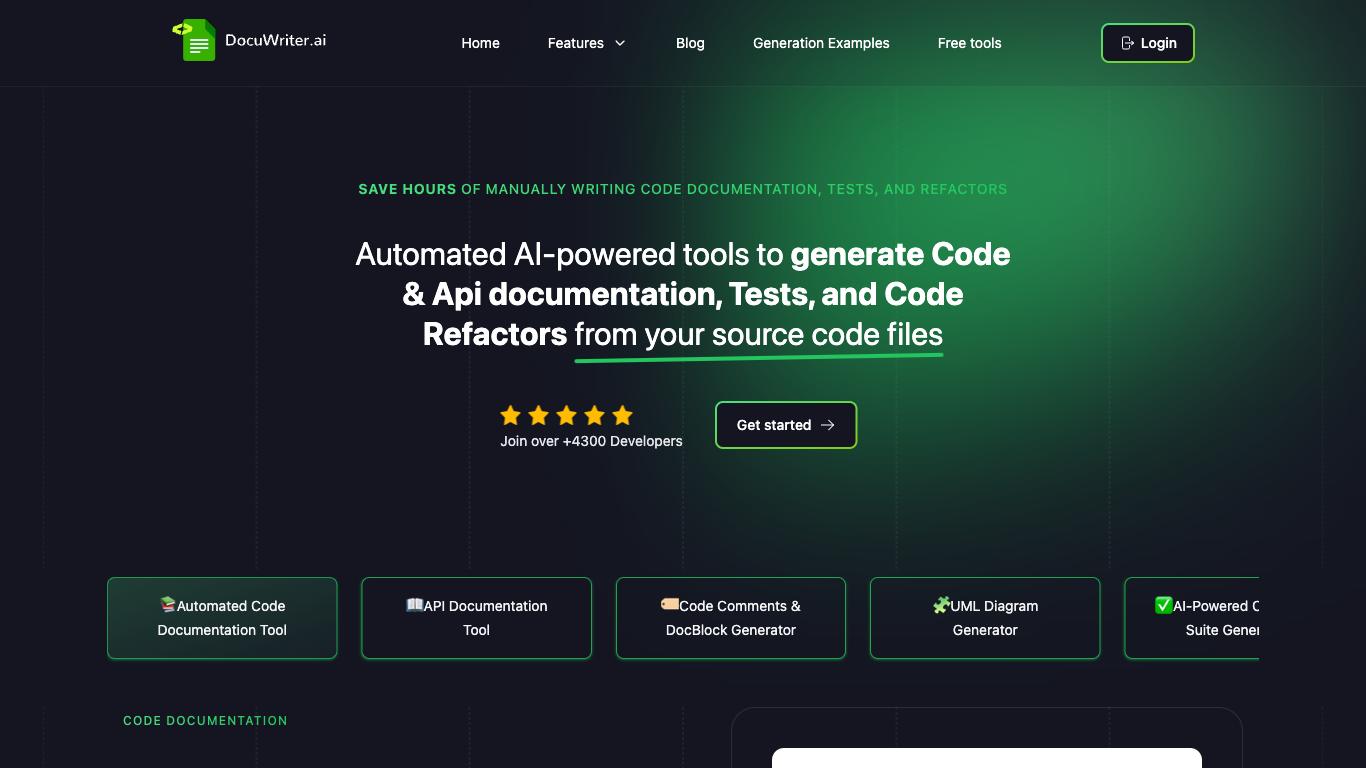 DocuWriter.ai
Home
Features
Blog
Generation Examples
Free tools
Login
SAVE HOURS OF MANUALLY WRITING CODE DOCUMENTATION, TESTS, AND REFACTORS
Automated AI-powered tools to generate Code
& Api documentation, Tests, and Code
Refactors from your source code files
Join over +4300 Developers
Get started
Automated Code
Documentation Tool
API Documentation
Tool
Code Comments &
DocBlock Generator
UML Diagram
Generator
AI-Powered
Suite
CODE DOCUMENTATION